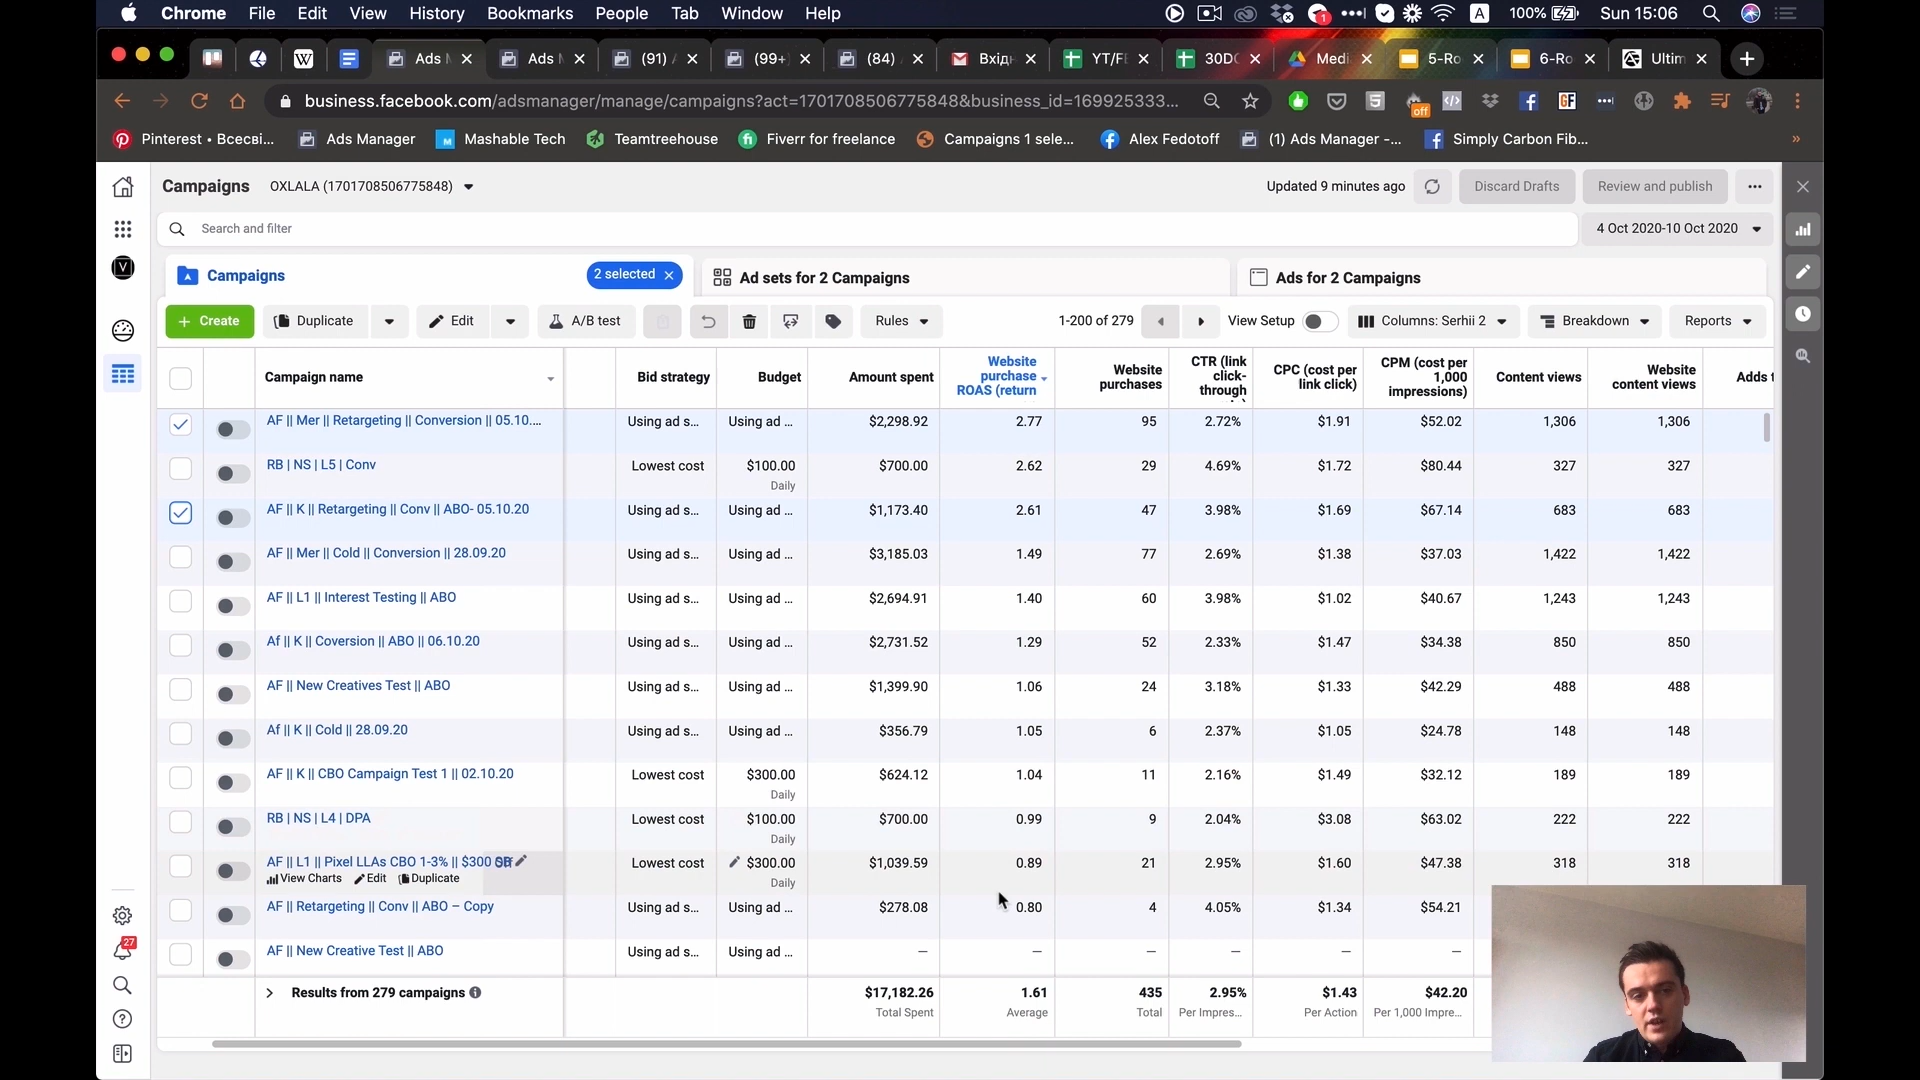 Chrome File Edit View History Bookmarks People Tab Window Help 1 A 100% Sun 15:06
Ads M Ads M (91) A (99+) (84) Вхідн YT/FE 30DC Medi 5-Ro 6-Ro Ultim
business.facebook.com/adsmanager/manage/campaigns?act=1701708506775848&business_id=169925333... off
Pinterest • Всесві... Ads Manager Mashable Tech Teamtreehouse Fiverr for freelance Campaigns 1 sele... Alex Fedotoff (1) Ads Manager -... Simply Carbon Fib... »
Campaigns OXLALA (1701708506775848) Updated 9 minutes ago Discard Drafts Review and publish
Search and filter 4 Oct 2020-10 Oct 2020
Campaigns 2 selected Ad sets for 2 Campaigns Ads for 2 Campaigns
+ Create Duplicate Edit A/B test Rules 1-200 of 279 View Setup Columns: Serhii 2 Breakdown Reports
Campaign name Bid strategy Budget Amount spent Website purchase ROAS (return Website purchases CTR (link click-through CPC (cost per link click) CPM (cost per 1,000 impressions) Content views Website content views Adds t
AF || Mer || Retargeting || Conversion || 05.10.... Using ad s... Using ad ... $2,298.92 2.77 95 2.72% $1.91 $52.02 1,306 1,306
RB | NS | L5 | Conv Lowest cost $100.00 $700.00 2.62 29 4.69% $1.72 $80.44 327 327
Daily
AF || K || Retargeting || Conv || ABO- 05.10.20 Using ad s... Using ad ... $1,173.40 2.61 47 3.98% $1.69 $67.14 683 683
AF || Mer || Cold || Conversion || 28.09.20 Using ad s... Using ad ... $3,185.03 1.49 77 2.69% $1.38 $37.03 1,422 1,422
AF || L1 || Interest Testing || ABO Using ad s... Using ad ... $2,694.91 1.40 60 3.98% $1.02 $40.67 1,243 1,243
Af || K || Coversion || ABO || 06.10.20 Using ad s... Using ad ... $2,731.52 1.29 52 2.33% $1.47 $34.38 850 850
AF || New Creatives Test || ABO Using ad s... Using ad ... $1,399.90 1.06 24 3.18% $1.33 $42.29 488 488
Af || K || Cold || 28.09.20 Using ad s... Using ad ... $356.79 1.05 6 2.37% $1.05 $24.78 148 148
AF || K || CBO Campaign Test 1 || 02.10.20 Lowest cost $300.00 $624.12 1.04 11 2.16% $1.49 $32.12 189 189
Daily
RB | NS | L4 | DPA Lowest cost $100.00 $700.00 0.99 9 2.04% $3.08 $63.02 222 222
Daily
AF || L1 || Pixel LLAs CBO 1-3% || $300 Off Lowest cost $300.00 $1,039.59 0.89 21 2.95% $1.60 $47.38 318 318
View Charts Edit Duplicate Daily
AF || Retargeting || Conv || ABO – Copy Using ad s... Using ad ... $278.08 0.80 4 4.05% $1.34 $54.21
AF || New Creative Test || ABO Using ad s... Using ad ... — — — — — —
Results from 279 campaigns $17,182.26 1.61 435 2.95% $1.43 $42.20
Total Spent Average Total Per Impres... Per Action Per 1,000 Impre...
27